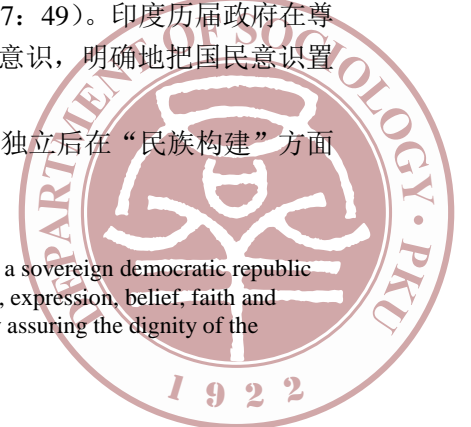 7：49）。印度历届政府在尊
意识，明确地把国民意识置
独立后在“民族构建”方面
a sovereign democratic republic
, expression, belief, faith and
assuring the dignity of the
DEPARTMENT OF SOCIOLOGY · PKU
1922